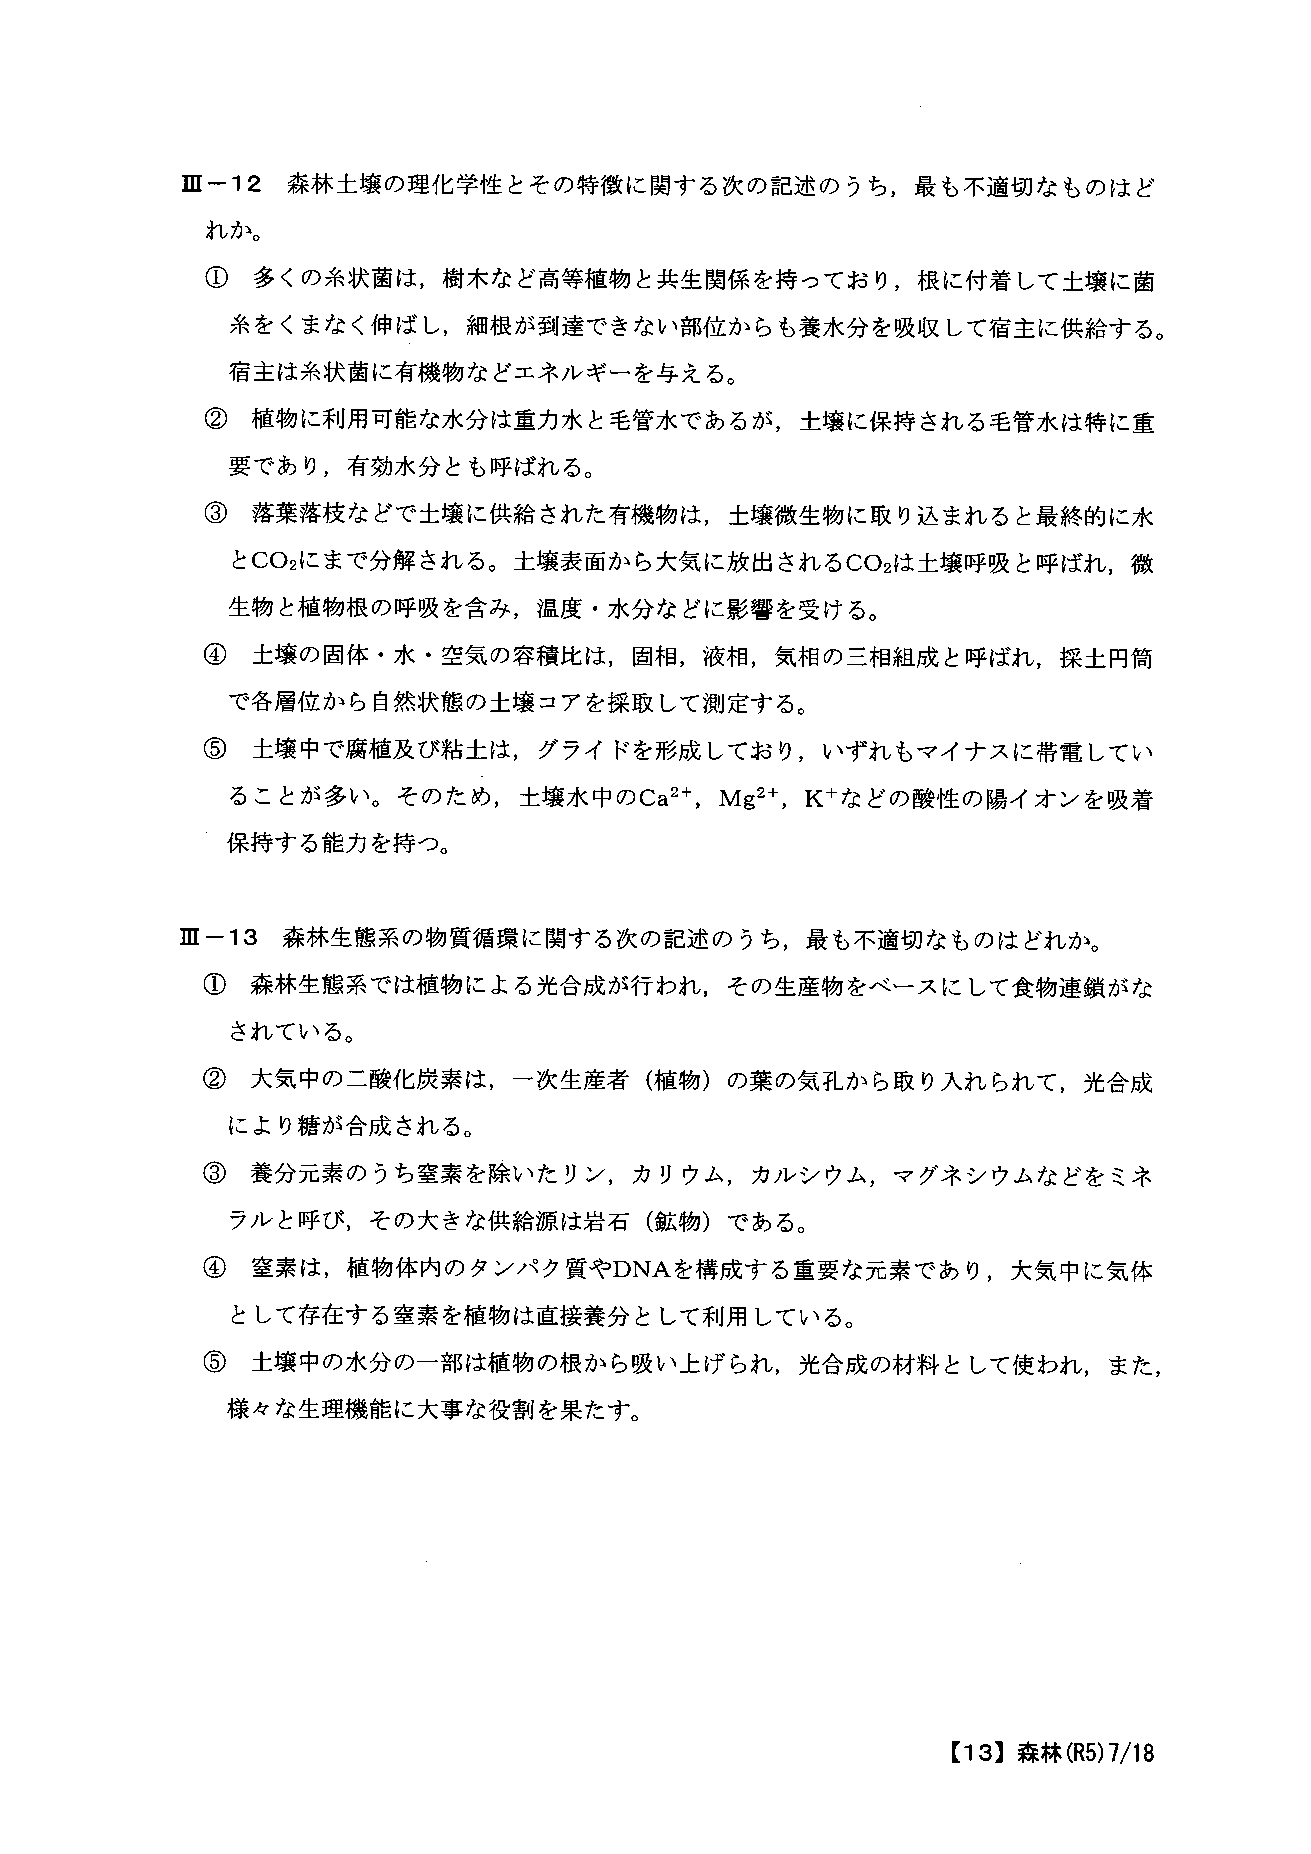 Ⅲ－12　森林土壌の理化学性とその特徴に関する次の記述のうち，最も不適切なものはど
れか。
①　多くの糸状菌は，樹木など高等植物と共生関係を持っており，根に付着して土壌に菌
糸をくまなく伸ばし，細根が到達できない部位からも養水分を吸収して宿主に供給する。
宿主は糸状菌に有機物などエネルギーを与える。
②　植物に利用可能な水分は重力水と毛管水であるが，土壌に保持される毛管水は特に重
要であり，有効水分とも呼ばれる。
③　落葉落枝などで土壌に供給された有機物は，土壌微生物に取り込まれると最終的に水
とCO₂にまで分解される。土壌表面から大気に放出されるCO₂は土壌呼吸と呼ばれ，微
生物と植物根の呼吸を含み，温度・水分などに影響を受ける。
④　土壌の固体・水・空気の容積比は，固相，液相，気相の三相組成と呼ばれ，採土円筒
で各層位から自然状態の土壌コアを採取して測定する。
⑤　土壌中で腐植及び粘土は，グライドを形成しており，いずれもマイナスに帯電してい
ることが多い。そのため，土壌水中のCa²⁺，Mg²⁺，K⁺などの酸性の陽イオンを吸着
保持する能力を持つ。
Ⅲ－13　森林生態系の物質循環に関する次の記述のうち，最も不適切なものはどれか。
①　森林生態系では植物による光合成が行われ，その生産物をベースにして食物連鎖がな
されている。
②　大気中の二酸化炭素は，一次生産者（植物）の葉の気孔から取り入れられて，光合成
により糖が合成される。
③　養分元素のうち窒素を除いたリン，カリウム，カルシウム，マグネシウムなどをミネ
ラルと呼び，その大きな供給源は岩石（鉱物）である。
④　窒素は，植物体内のタンパク質やDNAを構成する重要な元素であり，大気中に気体
として存在する窒素を植物は直接養分として利用している。
⑤　土壌中の水分の一部は植物の根から吸い上げられ，光合成の材料として使われ，また，
様々な生理機能に大事な役割を果たす。
【13】森林(R5)7/18